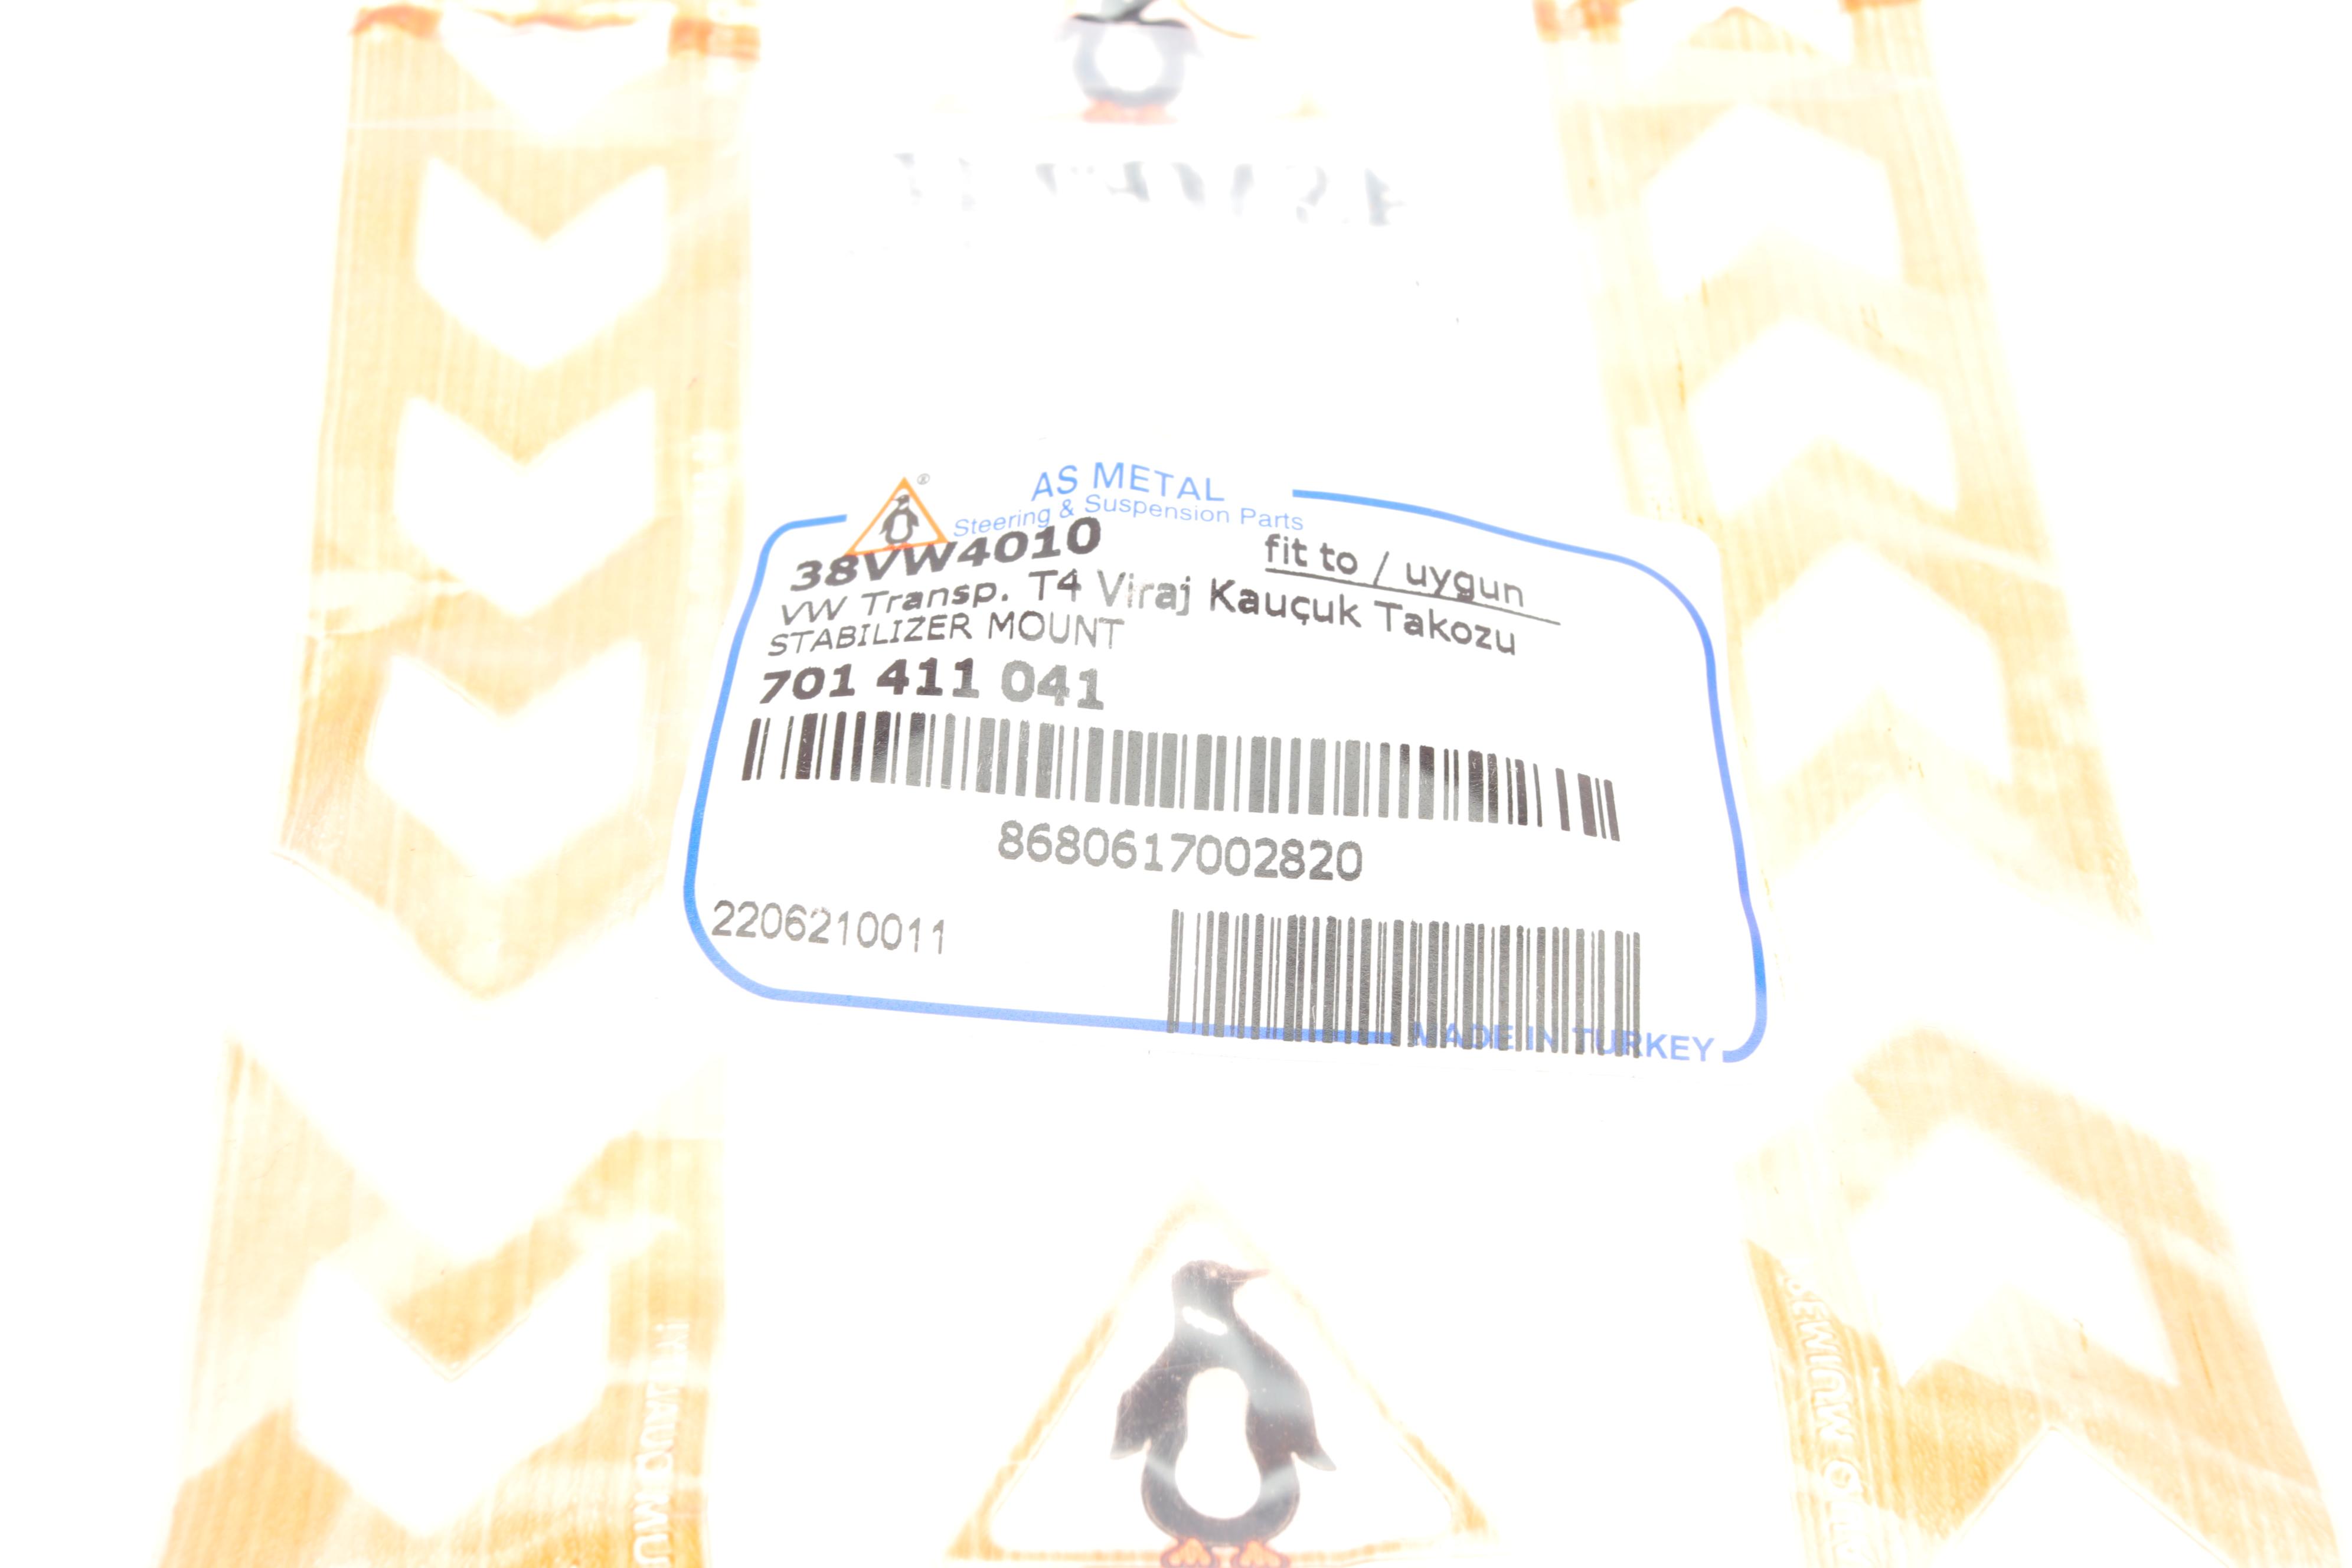 AS METAL
Steering & Suspension Parts
38VW4010
fit to / uygun
VW Transp. T4 Viraj Kauçuk Takozu
STABILIZER MOUNT
701 411 041
8680617002820
2206210011
MADE IN TURKEY